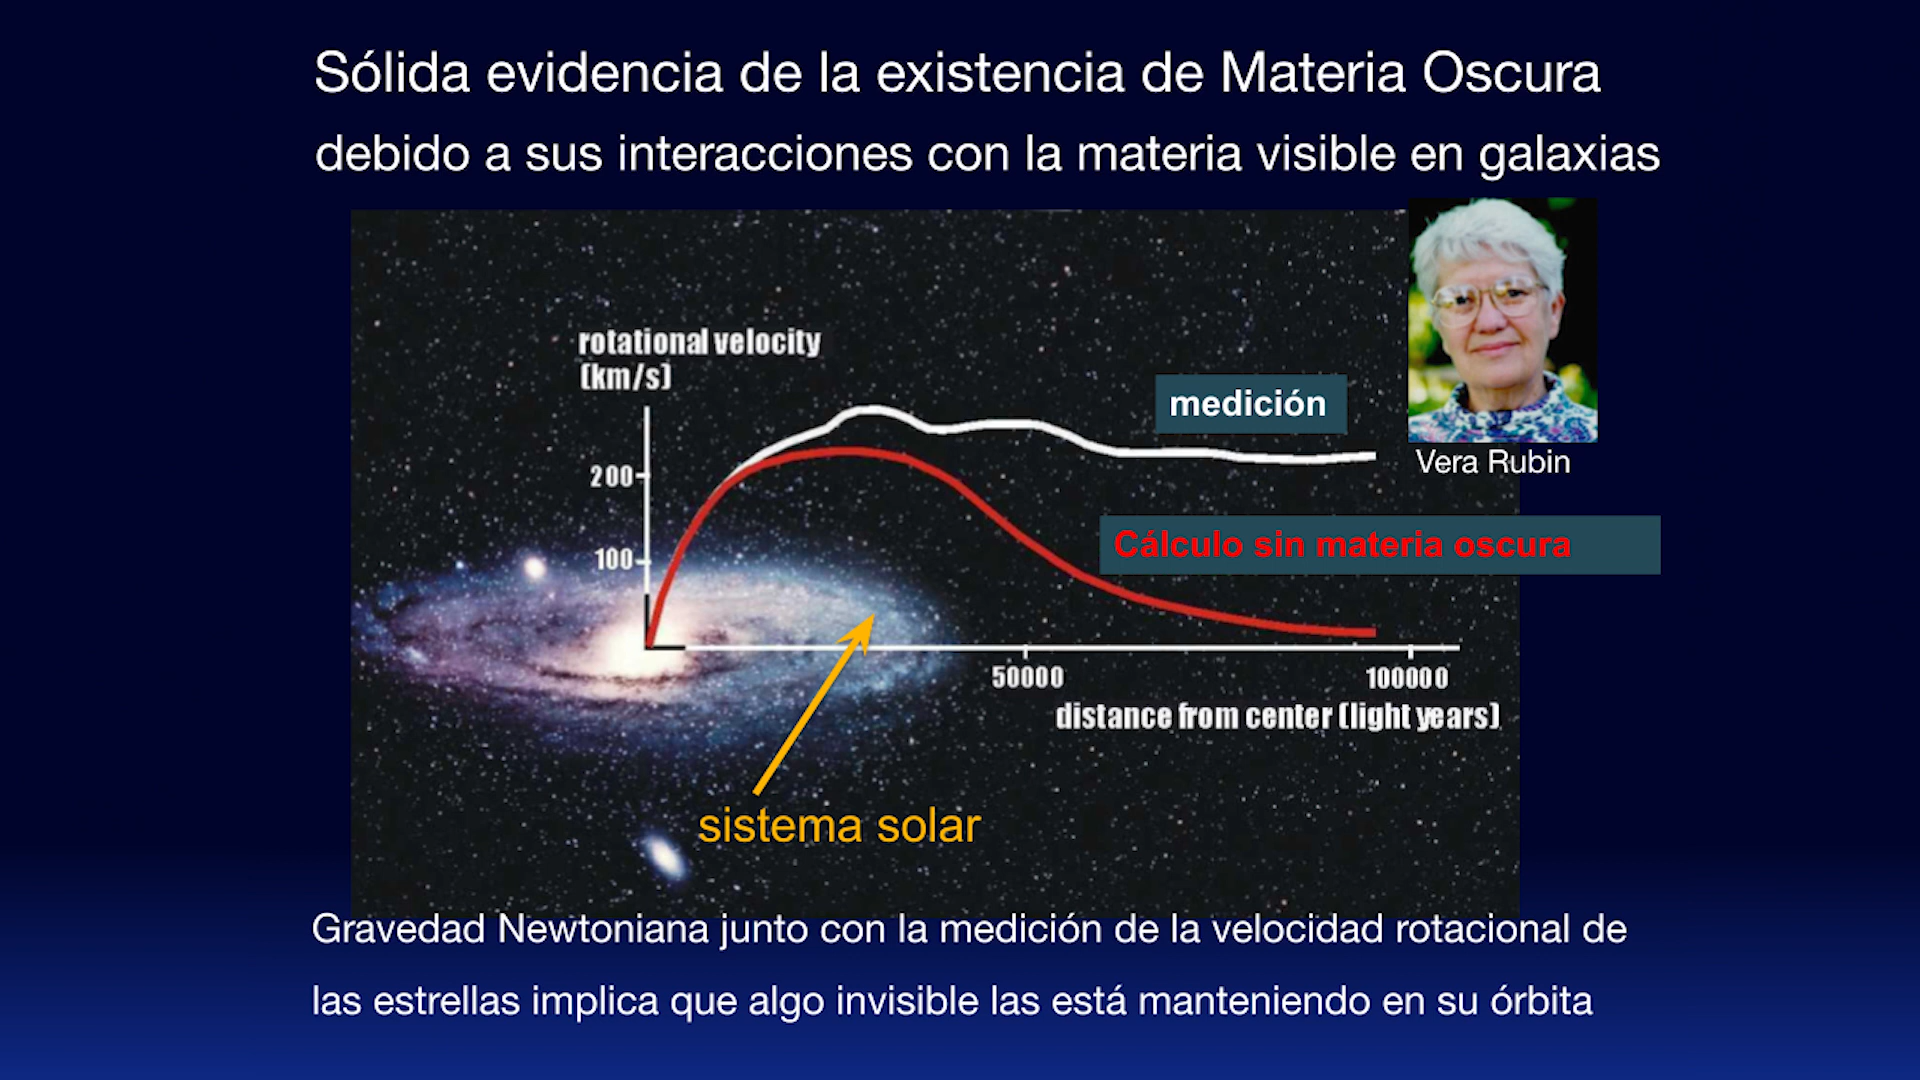 Sólida evidencia de la existencia de Materia Oscura
debido a sus interacciones con la materia visible en galaxias
rotational velocity
(km/s)
medición
Vera Rubin
200
Cálculo sin materia oscura
100
50000
100000
distance from center (light years)
sistema solar
Gravedad Newtoniana junto con la medición de la velocidad rotacional de
las estrellas implica que algo invisible las está manteniendo en su órbita